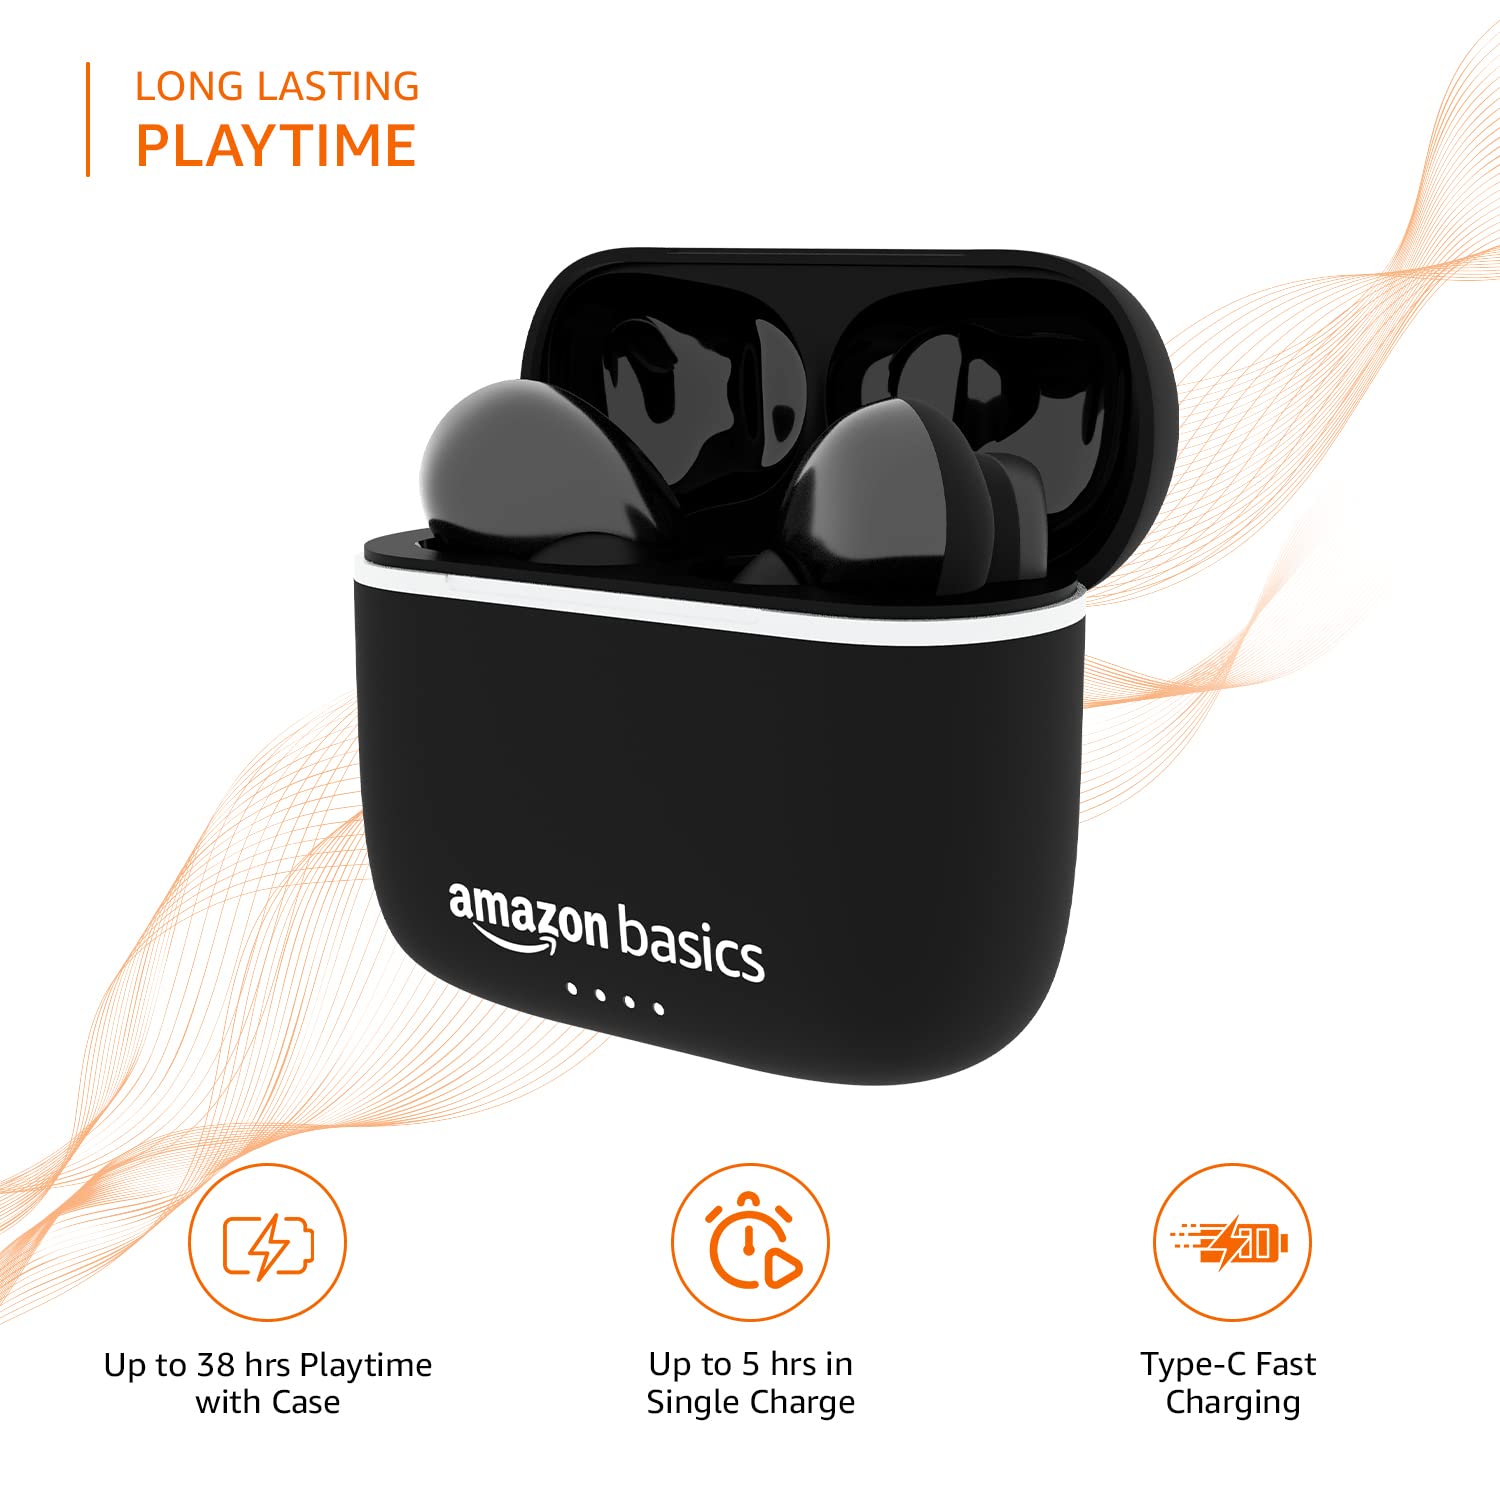 LONG LASTING
PLAYTIME
amazon basics
Up to 38 hrs Playtime
with Case
Up to 5 hrs in
Single Charge
Type-C Fast
Charging